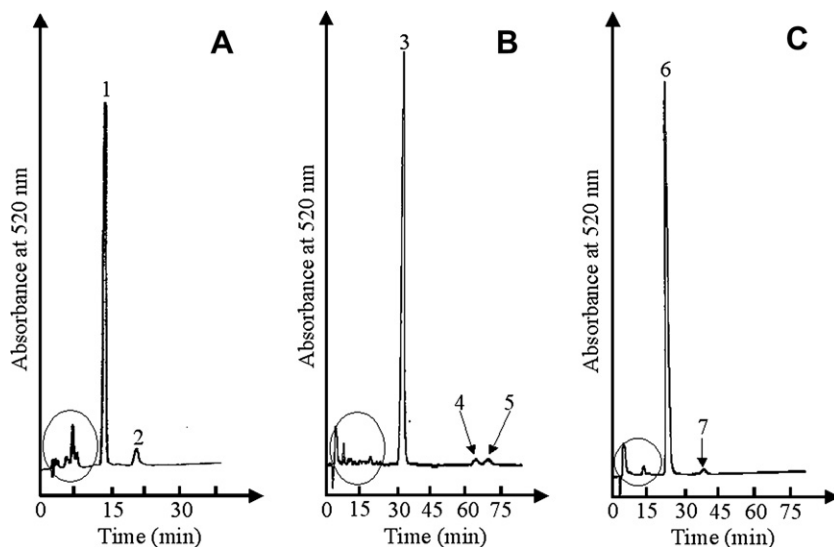 A
1
2
Absorbance at 520 nm
0 15 30
Time (min)
B
3
4 5
Absorbance at 520 nm
0 15 30 45 60 75
Time (min)
C
6
7
Absorbance at 520 nm
0 15 30 45 60 75
Time (min)